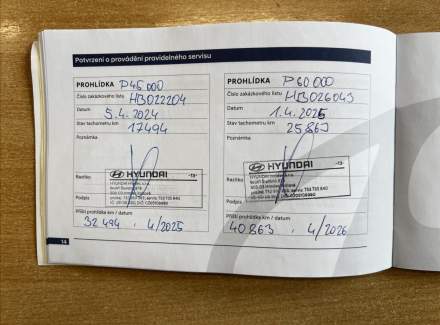 Potvrzení o provádění pravidelného servisu
PROHLÍDKA P45 000
Číslo zakázkového listu HB022204
Datum
5.4.2024
Stav tachometru km
17494
Poznámka
Razítko
HYUNDAI
-13-
Podpis
Příští prohlídka km / datum
32 494 . 4/2025
PROHLÍDKA P60 000
Číslo zakázkového listu
HB026043
Datum
1.4.2025
Stav tachometru km
25863
Poznámka
Razítko
HYUNDAI
-13-
Podpis
Příští prohlídka km / datum
40863 . 4/2026
14